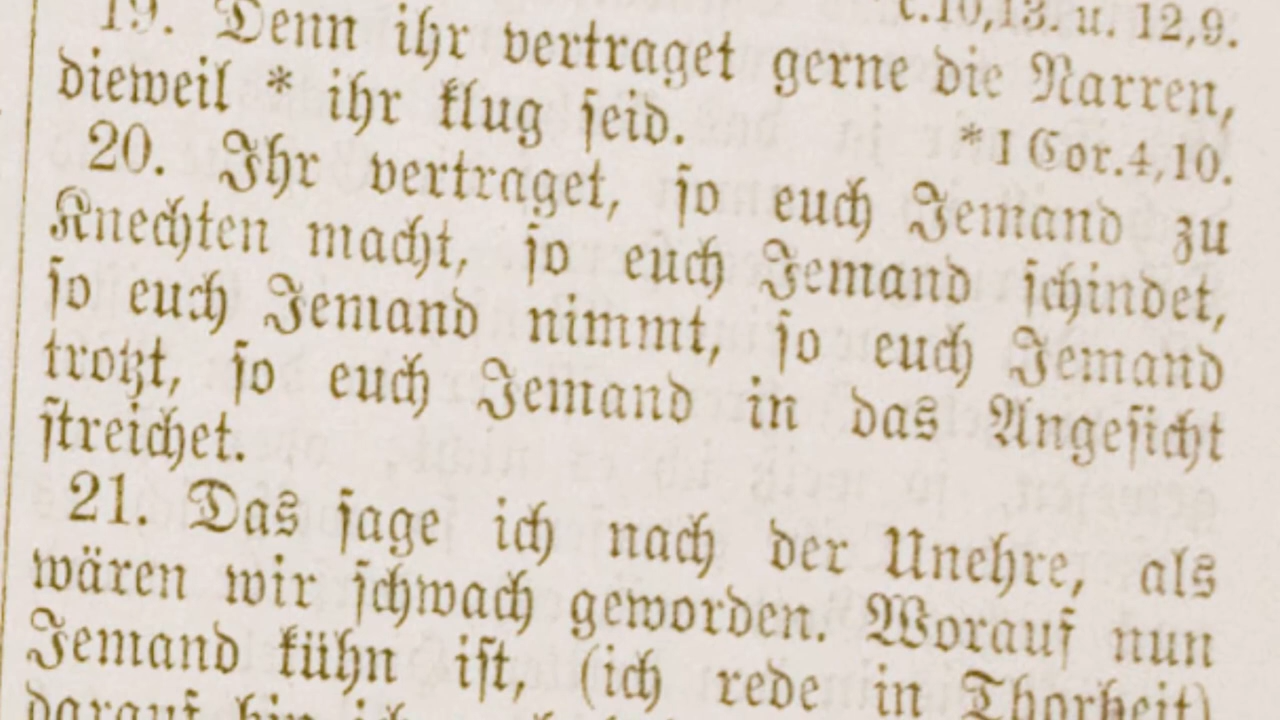 c.10,13. u. 12,9.
19. Denn ihr vertraget gerne die Narren,
dieweil * ihr klug seid.
* 1 Cor.4,10.
20. Ihr vertraget, so euch Jemand zu
Knechten macht, so euch Jemand schindet,
so euch Jemand nimmt, so euch Jemand
trotzt, so euch Jemand in das Angesicht
streichet.
21. Das sage ich nach der Unehre, als
wären wir schwach geworden. Worauf nun
Jemand kühn ist, (ich rede in Thorheit)
darauf bin ich